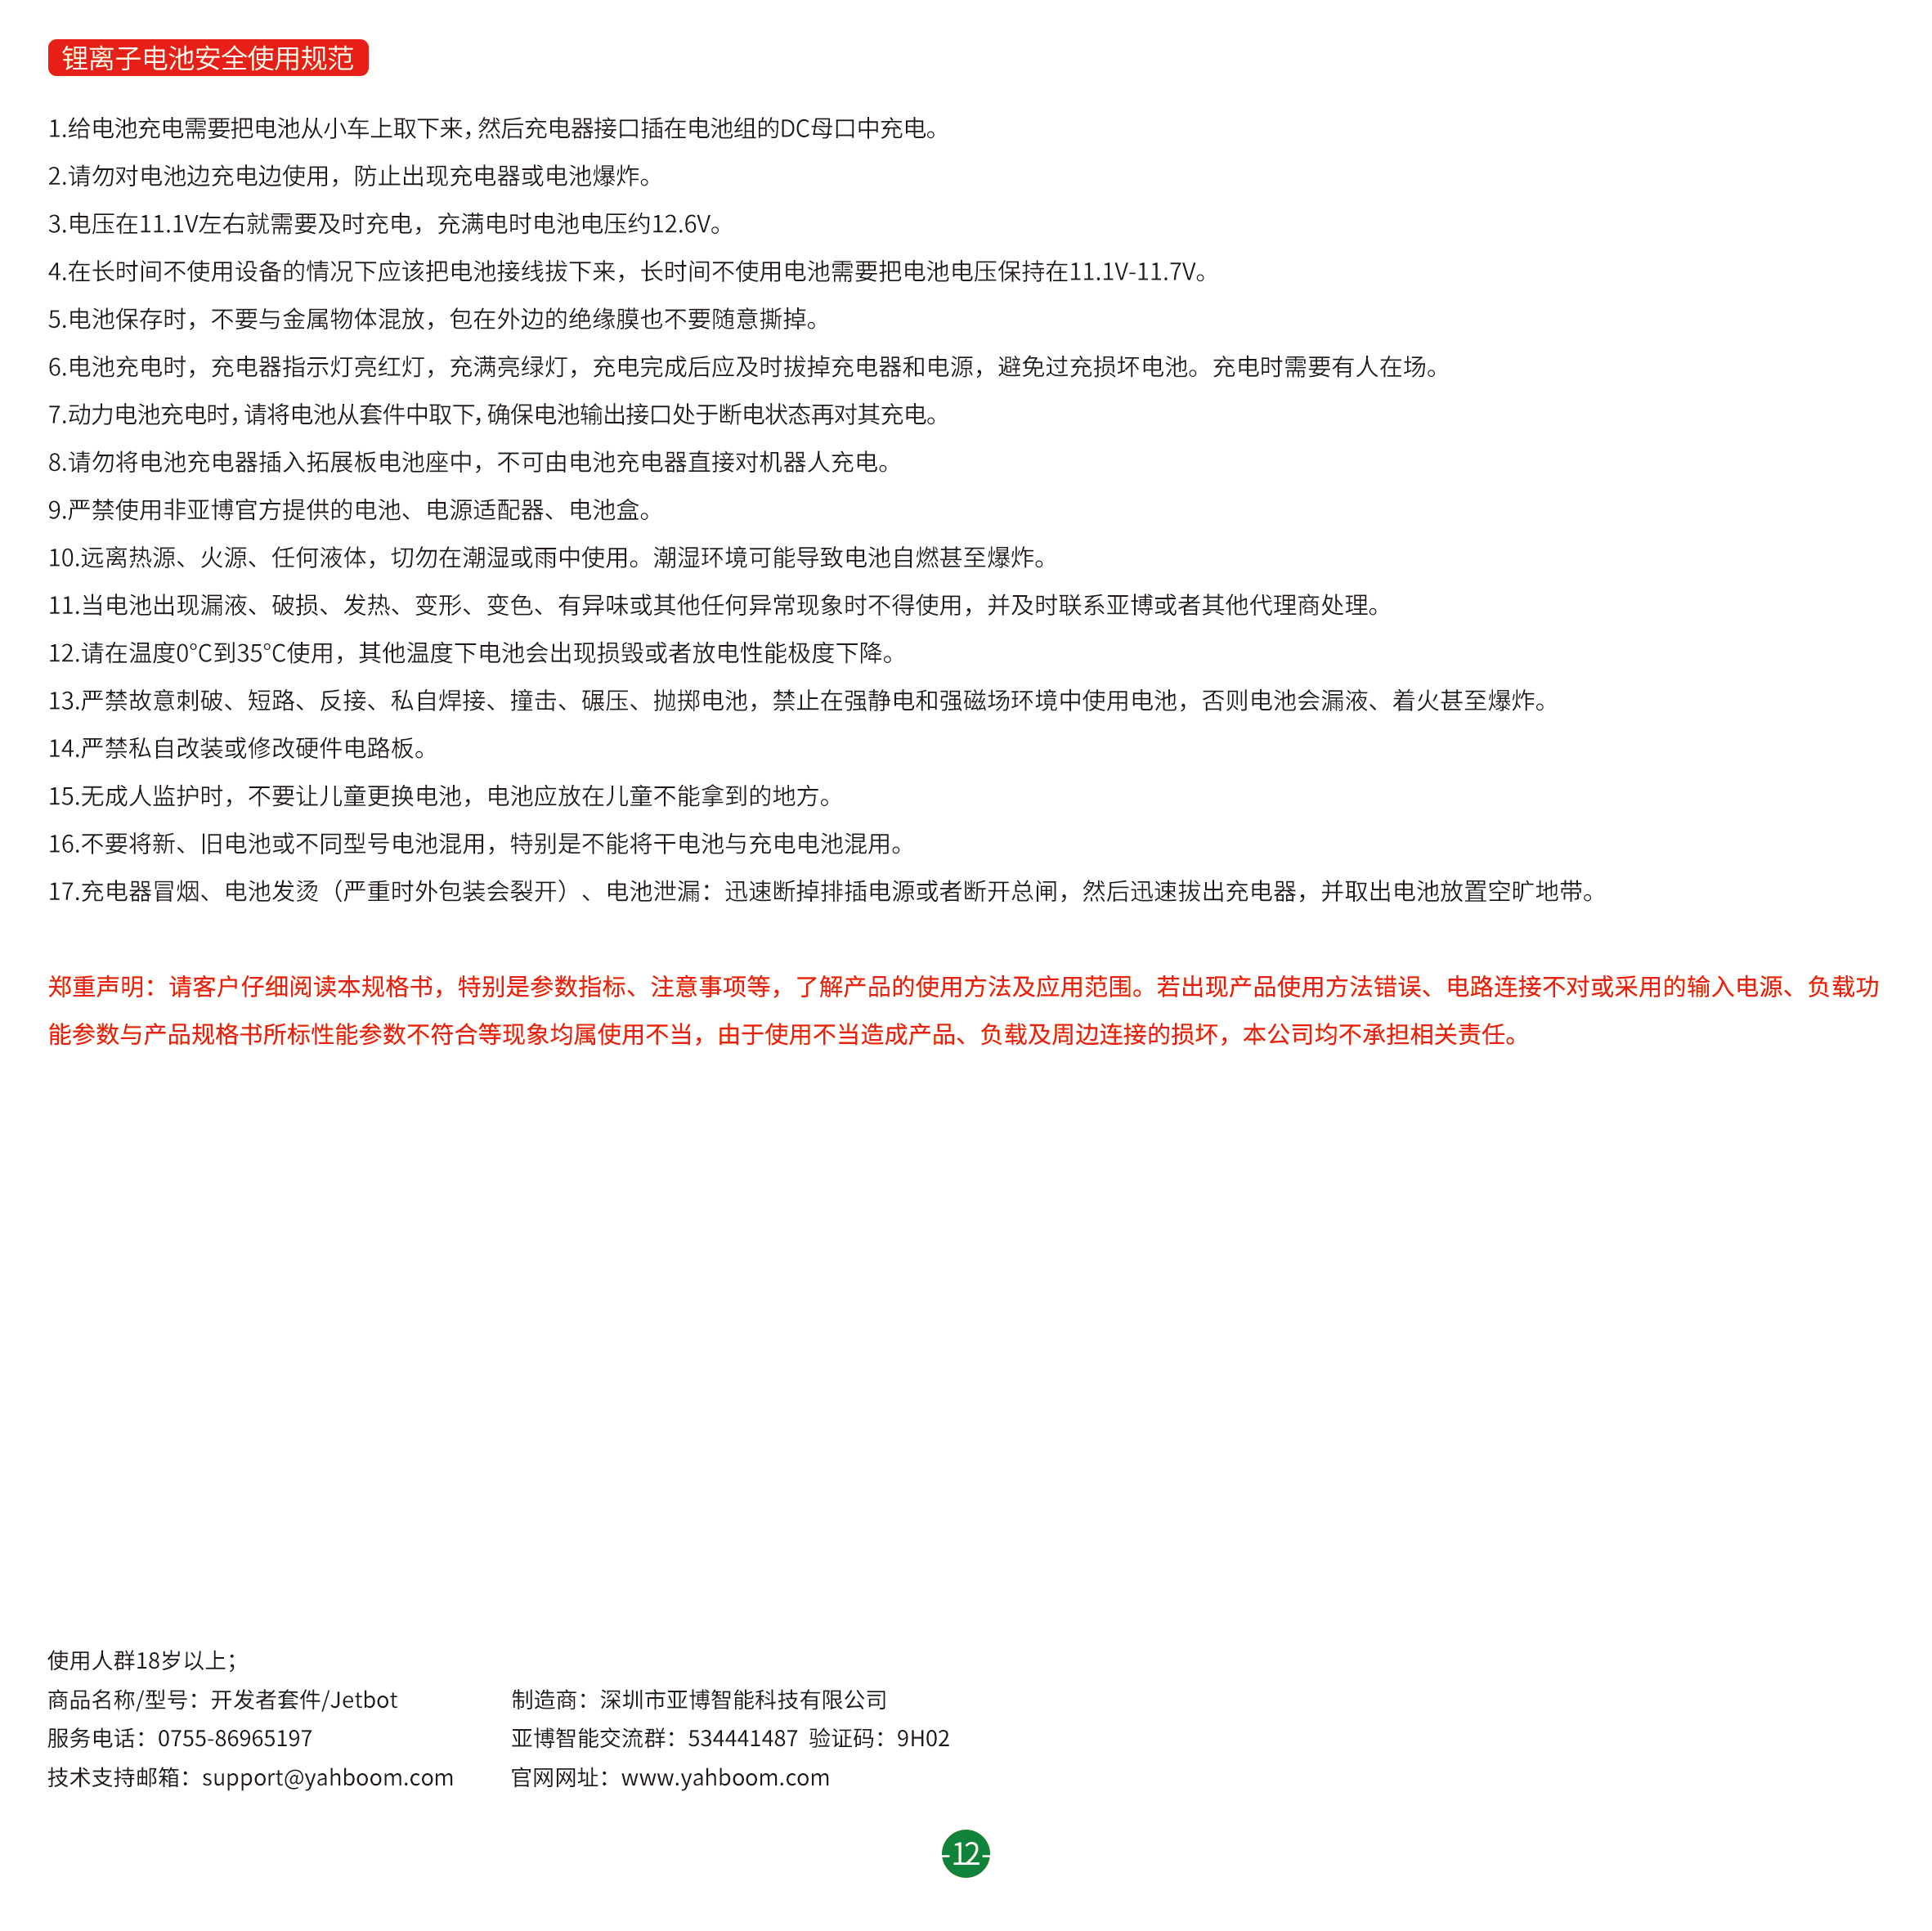 锂离子电池安全使用规范
1.给电池充电需要把电池从小车上取下来，然后充电器接口插在电池组的DC母口中充电。
2.请勿对电池边充电边使用，防止出现充电器或电池爆炸。
3.电压在11.1V左右就需要及时充电，充满电时电池电压约12.6V。
4.在长时间不使用设备的情况下应该把电池接线拔下来，长时间不使用电池需要把电池电压保持在11.1V-11.7V。
5.电池保存时，不要与金属物体混放，包在外边的绝缘膜也不要随意撕掉。
6.电池充电时，充电器指示灯亮红灯，充满亮绿灯，充电完成后应及时拔掉充电器和电源，避免过充损坏电池。充电时需要有人在场。
7.动力电池充电时，请将电池从套件中取下，确保电池输出接口处于断电状态再对其充电。
8.请勿将电池充电器插入拓展板电池座中，不可由电池充电器直接对机器人充电。
9.严禁使用非亚博官方提供的电池、电源适配器、电池盒。
10.远离热源、火源、任何液体，切勿在潮湿或雨中使用。潮湿环境可能导致电池自燃甚至爆炸。
11.当电池出现漏液、破损、发热、变形、变色、有异味或其他任何异常现象时不得使用，并及时联系亚博或者其他代理商处理。
12.请在温度0℃到35℃使用，其他温度下电池会出现损毁或者放电性能极度下降。
13.严禁故意刺破、短路、反接、私自焊接、撞击、碾压、抛掷电池，禁止在强静电和强磁场环境中使用电池，否则电池会漏液、着火甚至爆炸。
14.严禁私自改装或修改硬件电路板。
15.无成人监护时，不要让儿童更换电池，电池应放在儿童不能拿到的地方。
16.不要将新、旧电池或不同型号电池混用，特别是不能将干电池与充电电池混用。
17.充电器冒烟、电池发烫（严重时外包装会裂开）、电池泄漏：迅速断掉排插电源或者断开总闸，然后迅速拔出充电器，并取出电池放置空旷地带。
郑重声明：请客户仔细阅读本规格书，特别是参数指标、注意事项等，了解产品的使用方法及应用范围。若出现产品使用方法错误、电路连接不对或采用的输入电源、负载功
能参数与产品规格书所标性能参数不符合等现象均属使用不当，由于使用不当造成产品、负载及周边连接的损坏，本公司均不承担相关责任。
使用人群18岁以上；
商品名称/型号：开发者套件/Jetbot 制造商：深圳市亚博智能科技有限公司
服务电话：0755-86965197 亚博智能交流群：534441487 验证码：9H02
技术支持邮箱：support@yahboom.com 官网网址：www.yahboom.com
-12-